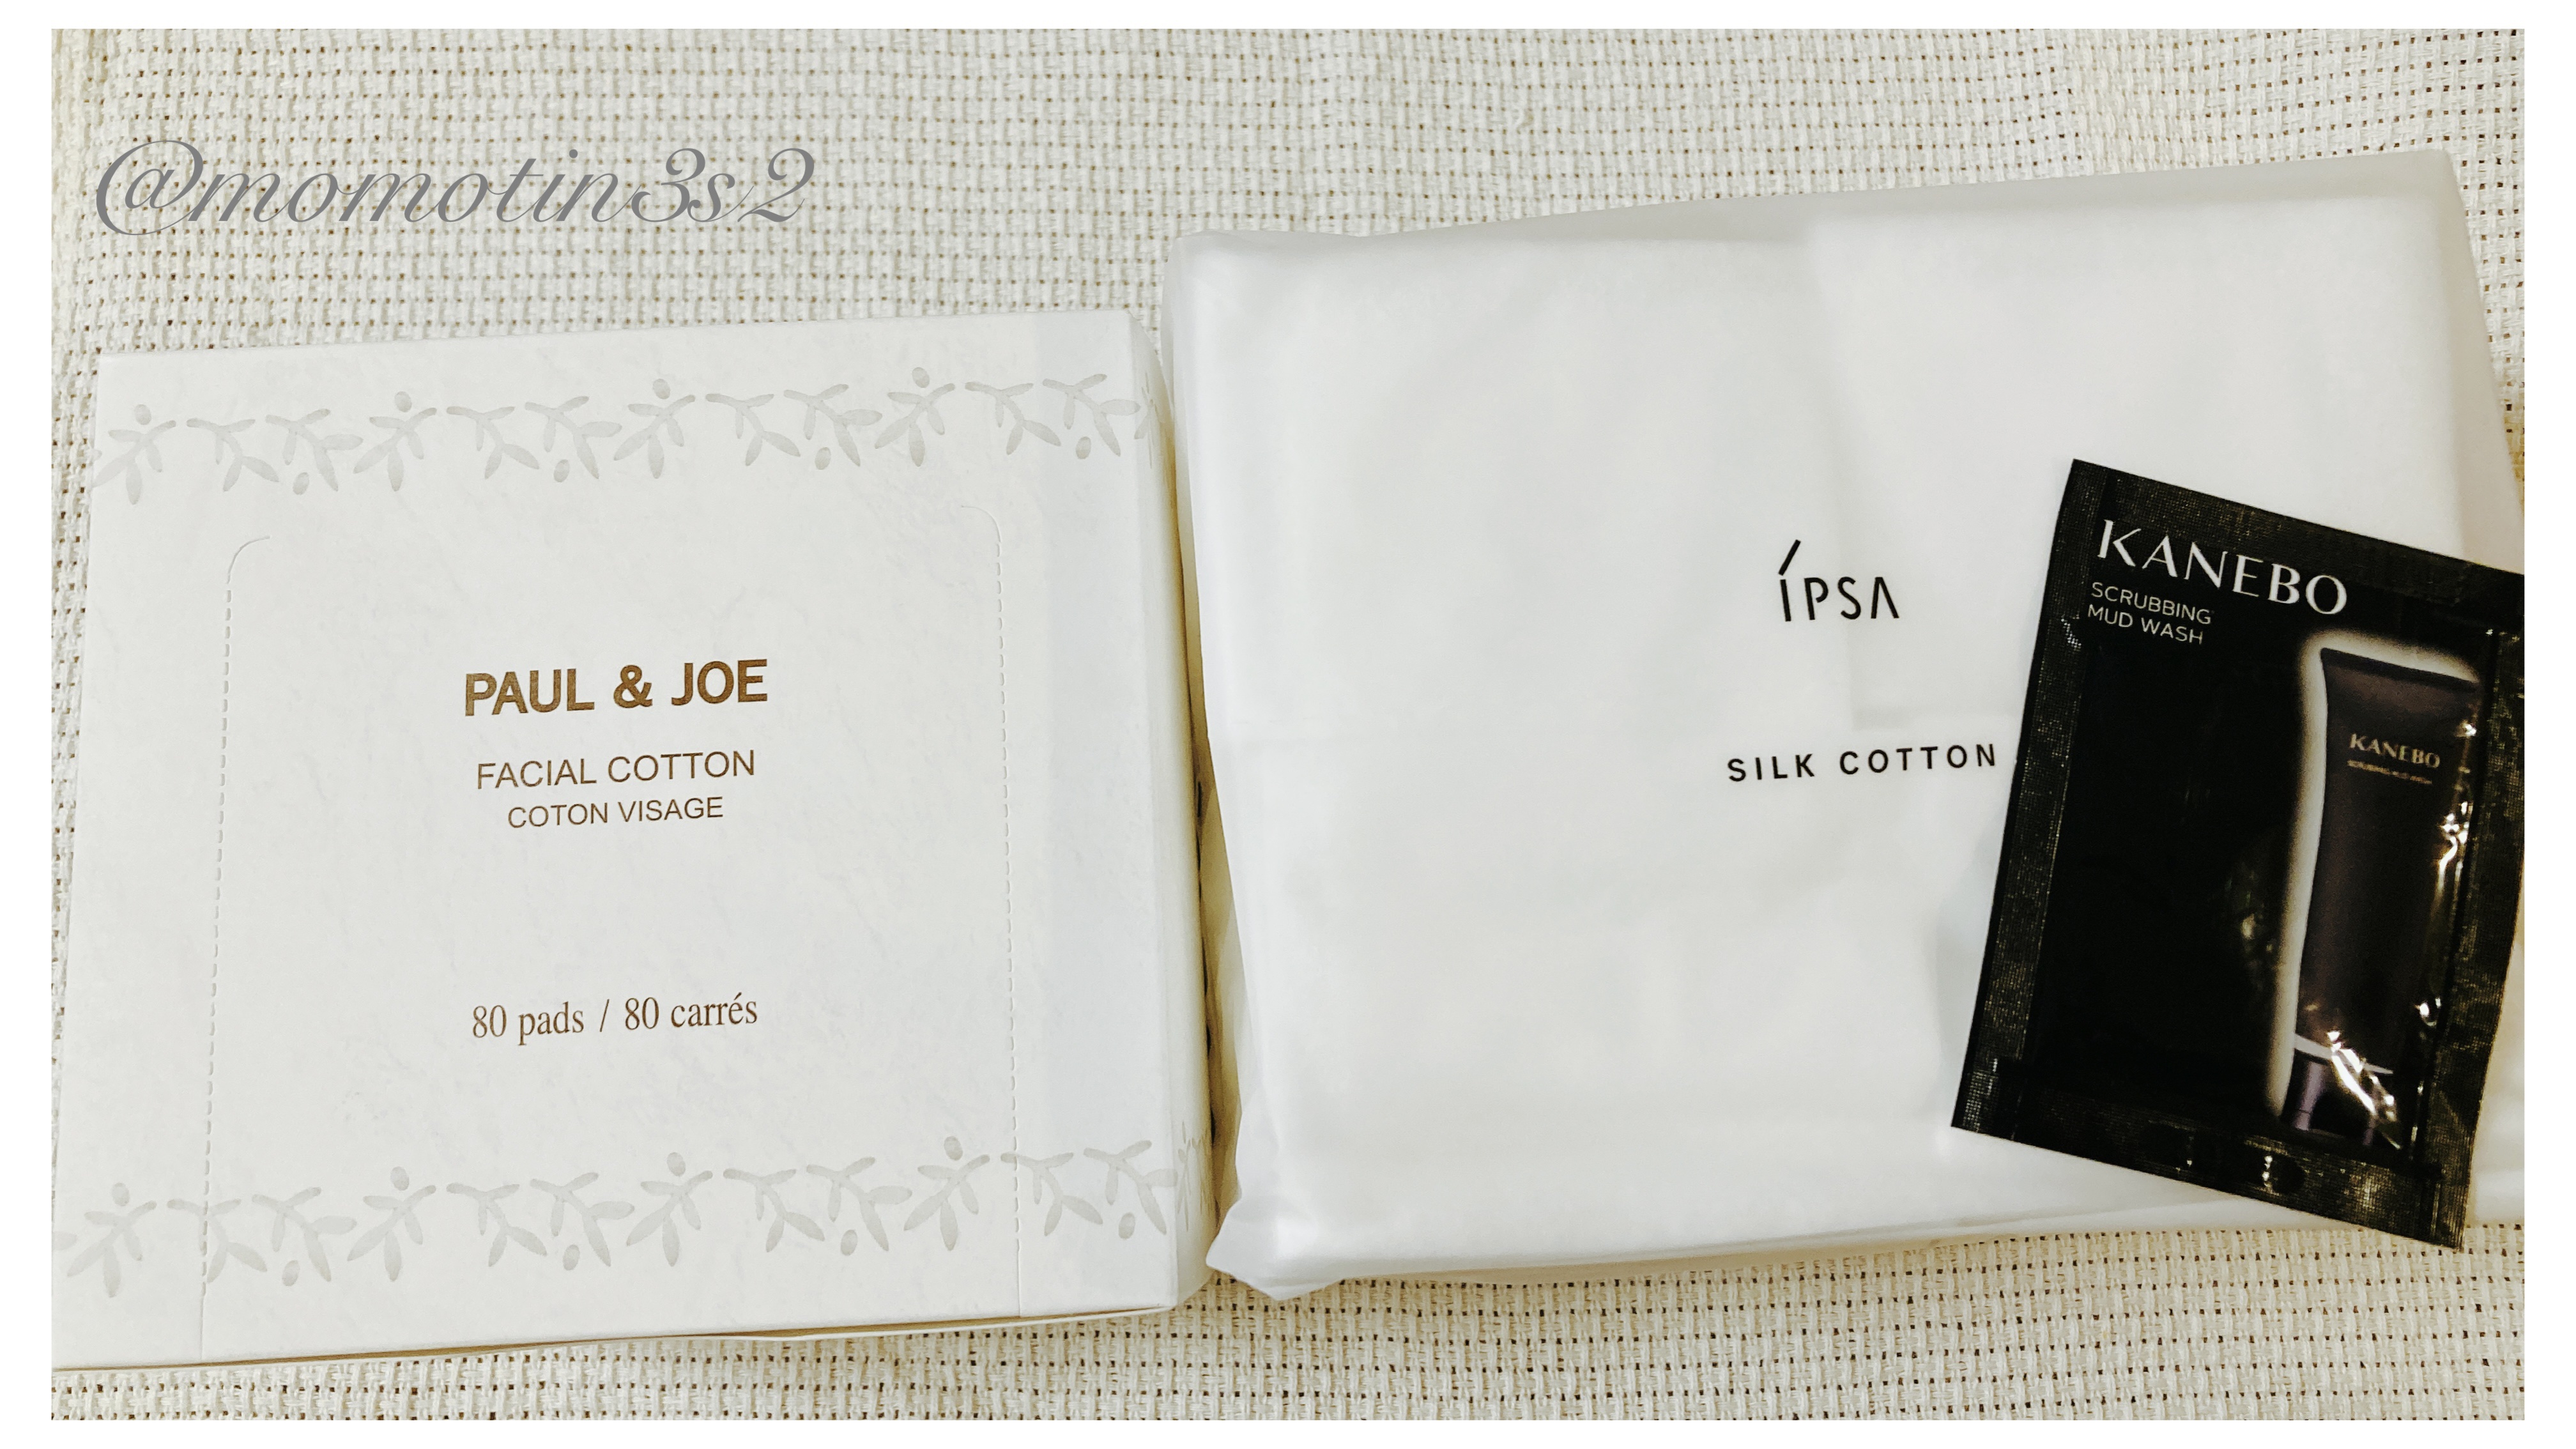 @momotin3s2
PAUL & JOE
FACIAL COTTON
COTON VISAGE
80 pads / 80 carrés
ÍPSA
SILK COTTON
KANEBO
SCRUBBING
MUD WASH
KANEBO